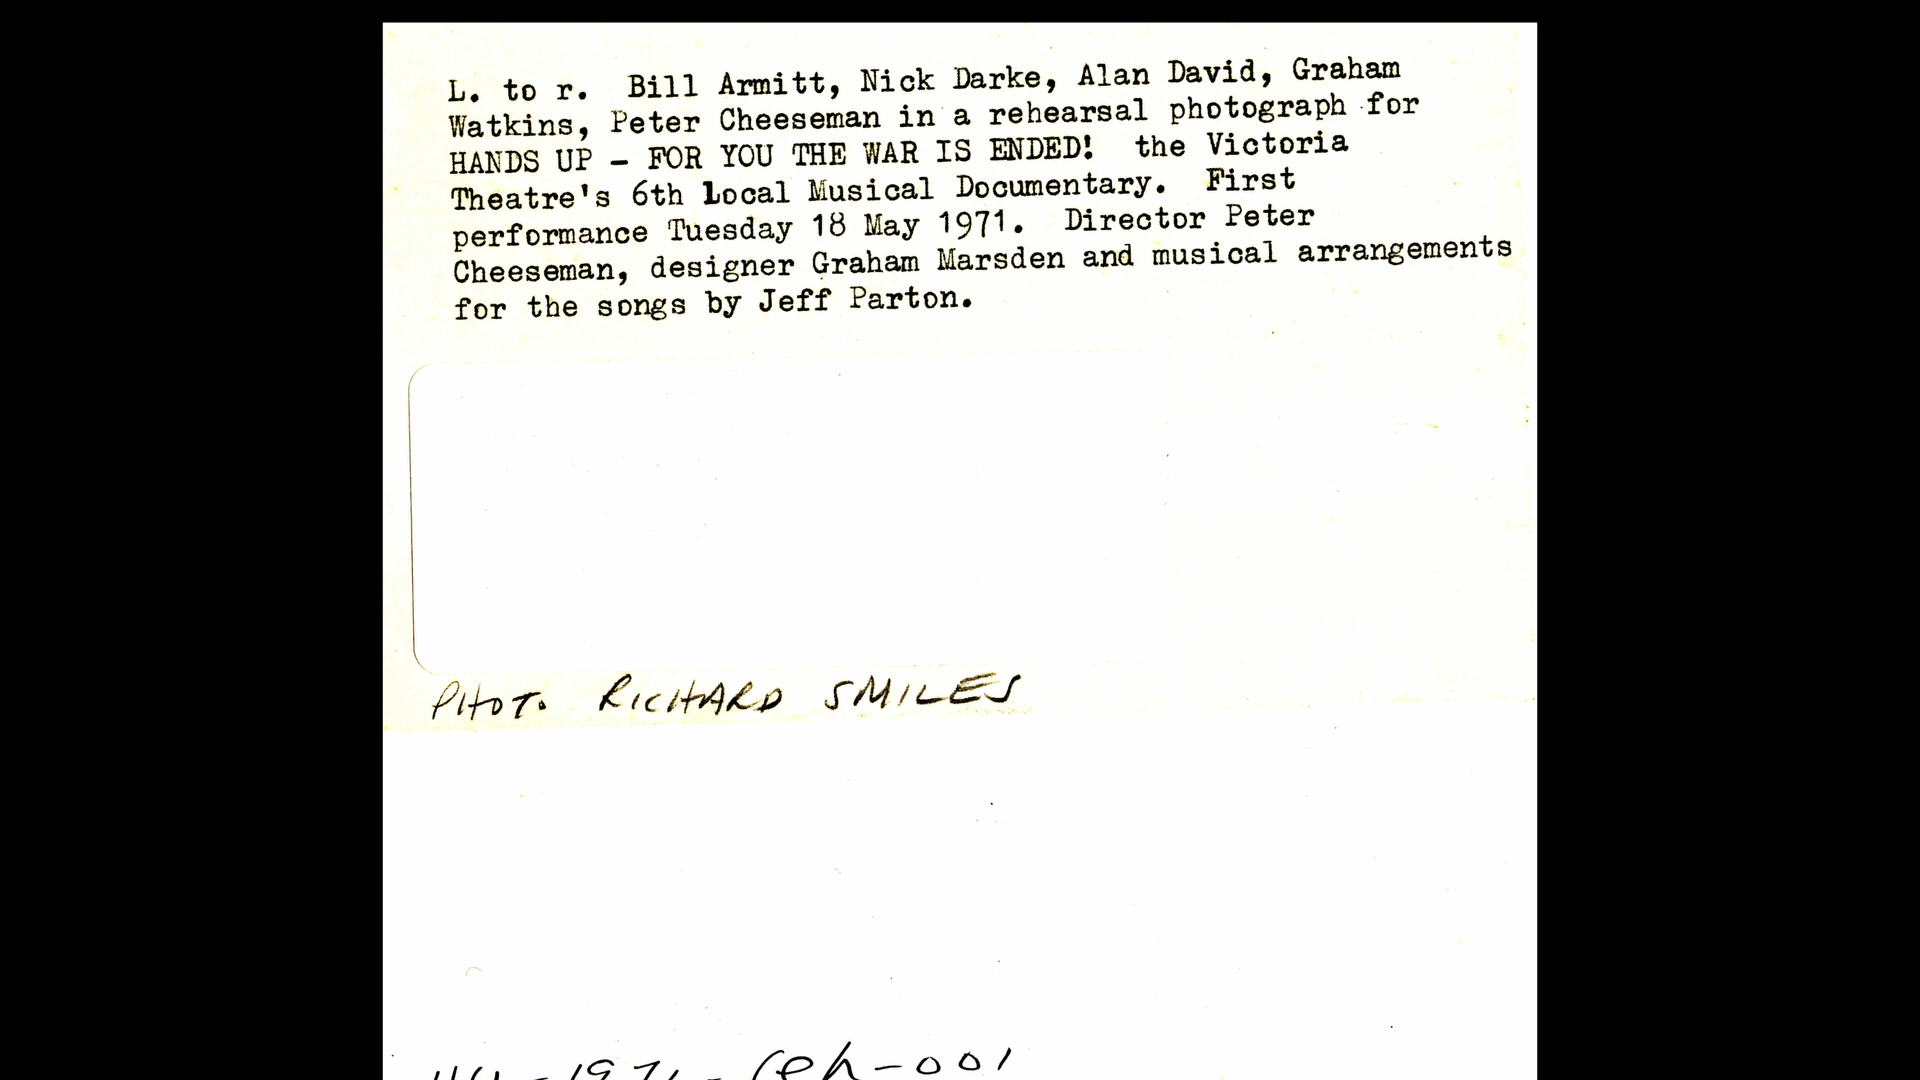 L. to r. Bill Armitt, Nick Darke, Alan David, Graham
Watkins, Peter Cheeseman in a rehearsal photograph for
HANDS UP - FOR YOU THE WAR IS ENDED! the Victoria
Theatre's 6th Local Musical Documentary. First
performance Tuesday 18 May 1971. Director Peter
Cheeseman, designer Graham Marsden and musical arrangements
for the songs by Jeff Parton.
PHOT. RICHARD SMILES